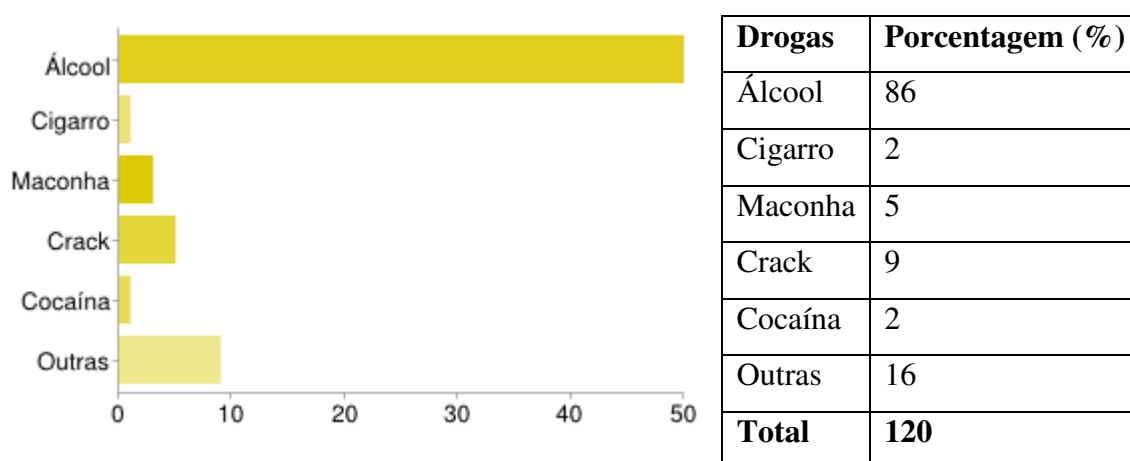 Álcool
Cigarro
Maconha
Crack
Cocaína
Outras
0 10 20 30 40 50
Drogas Porcentagem (%)
Álcool 86
Cigarro 2
Maconha 5
Crack 9
Cocaína 2
Outras 16
Total 120